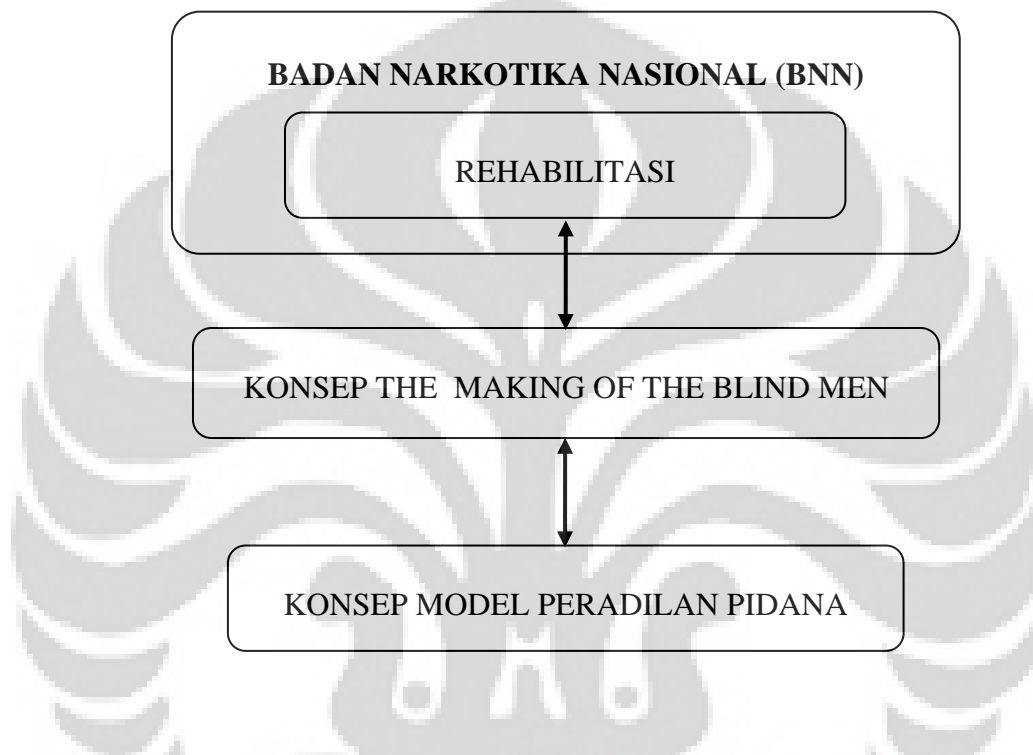 BADAN NARKOTIKA NASIONAL (BNN)
REHABILITASI
KONSEP THE MAKING OF THE BLIND MEN
KONSEP MODEL PERADILAN PIDANA